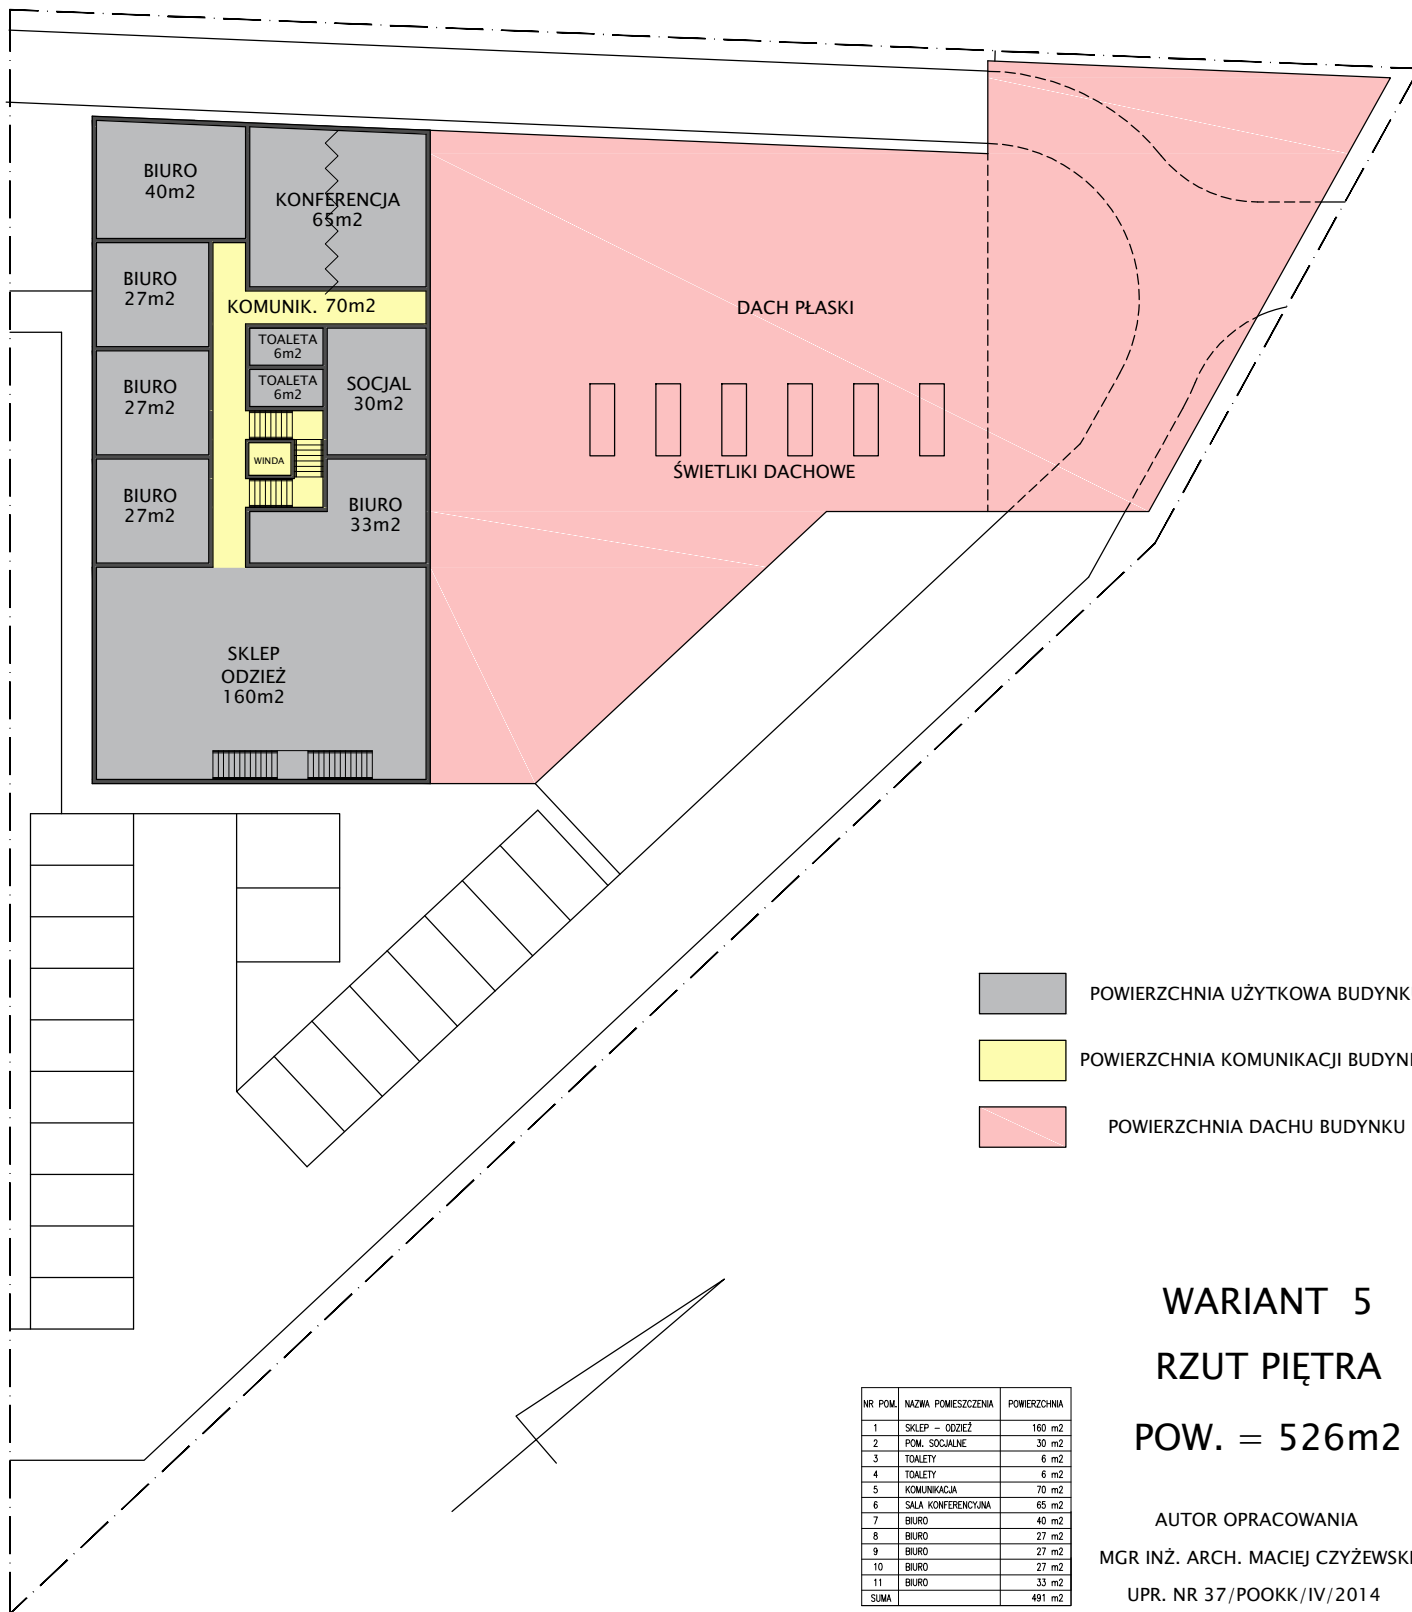 BIURO
40m2
KONFERENCJA
65m2
BIURO
27m2
KOMUNIK. 70m2
DACH PŁASKI
TOALETA
6m2
TOALETA
6m2
SOCJAL
30m2
BIURO
27m2
WINDA
ŚWIETLIKI DACHOWE
BIURO
27m2
BIURO
33m2
SKLEP
ODZIEŻ
160m2
POWIERZCHNIA UŻYTKOWA BUDYNK
POWIERZCHNIA KOMUNIKACJI BUDYN
POWIERZCHNIA DACHU BUDYNKU
WARIANT 5
RZUT PIĘTRA
POW. = 526m2
NR POM. NAZWA POMIESZCZENIA POWIERZCHNIA
1 SKLEP - ODZIEŻ 160 m2
2 POM. SOCJALNE 30 m2
3 TOALETY 6 m2
4 TOALETY 6 m2
5 KOMUNIKACJA 70 m2
6 SALA KONFERENCYJNA 65 m2
7 BIURO 40 m2
8 BIURO 27 m2
9 BIURO 27 m2
10 BIURO 27 m2
11 BIURO 33 m2
SUMA 491 m2
AUTOR OPRACOWANIA
MGR INŻ. ARCH. MACIEJ CZYŻEWSKI
UPR. NR 37/POOKK/IV/2014